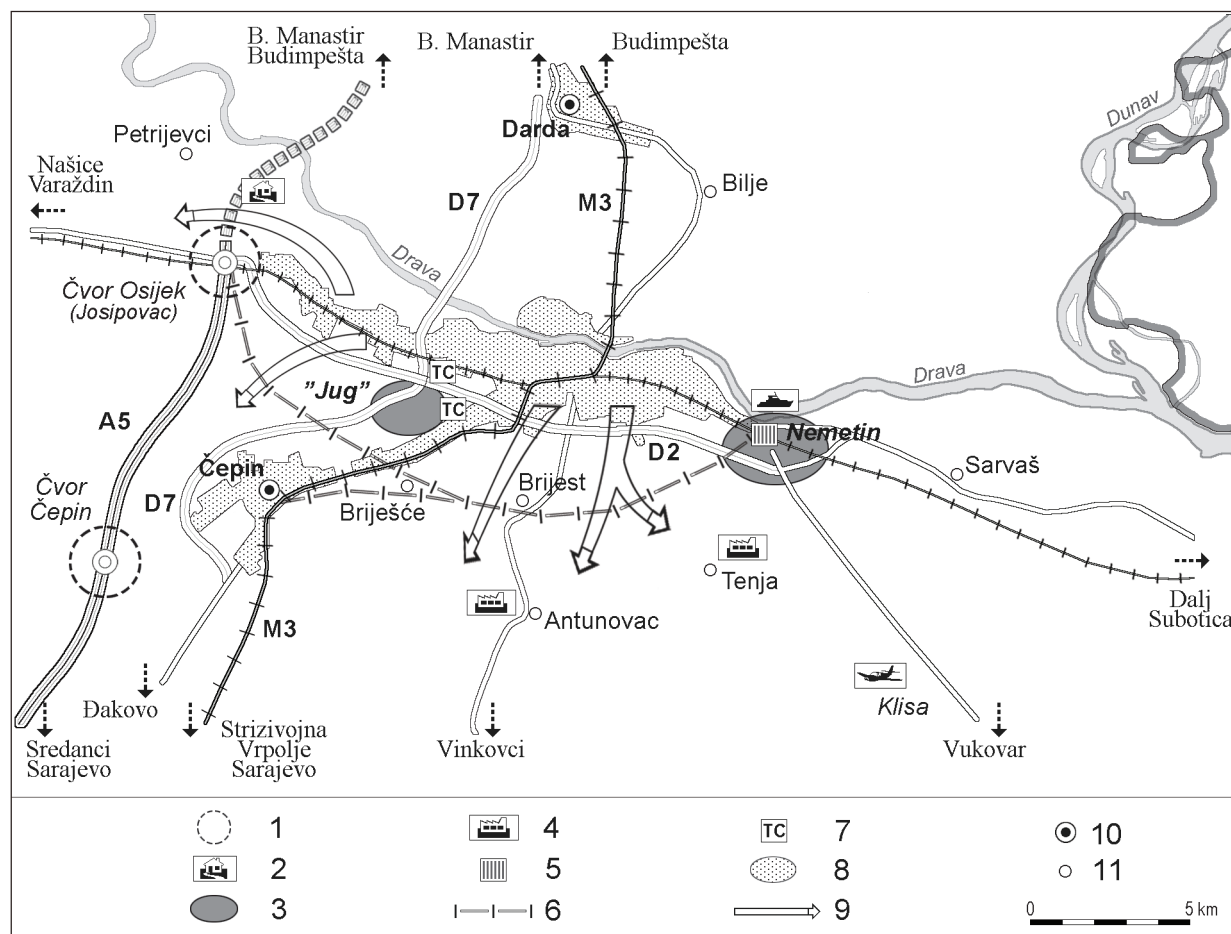 B. Manastir
Budimpešta
B. Manastir
Budimpešta
Dunav
Petrijevci
Darda
Našice
Varaždin
D7
M3
Bilje
Drava
Čvor Osijek
(Josipovac)
Drava
"Jug"
TC
TC
A5
Nemetin
D2
Sarvaš
Čepin
Čvor
Čepin
D7
Briješće
Brijest
Tenja
Antunovac
Dalj
Subotica
M3
Klisa
Đakovo
Sredanci
Sarajevo
Strizivojna
Vrpolje
Sarajevo
Vinkovci
Vukovar
1
4
TC 7
10
2
5
8
11
3
6
9
0 5 km